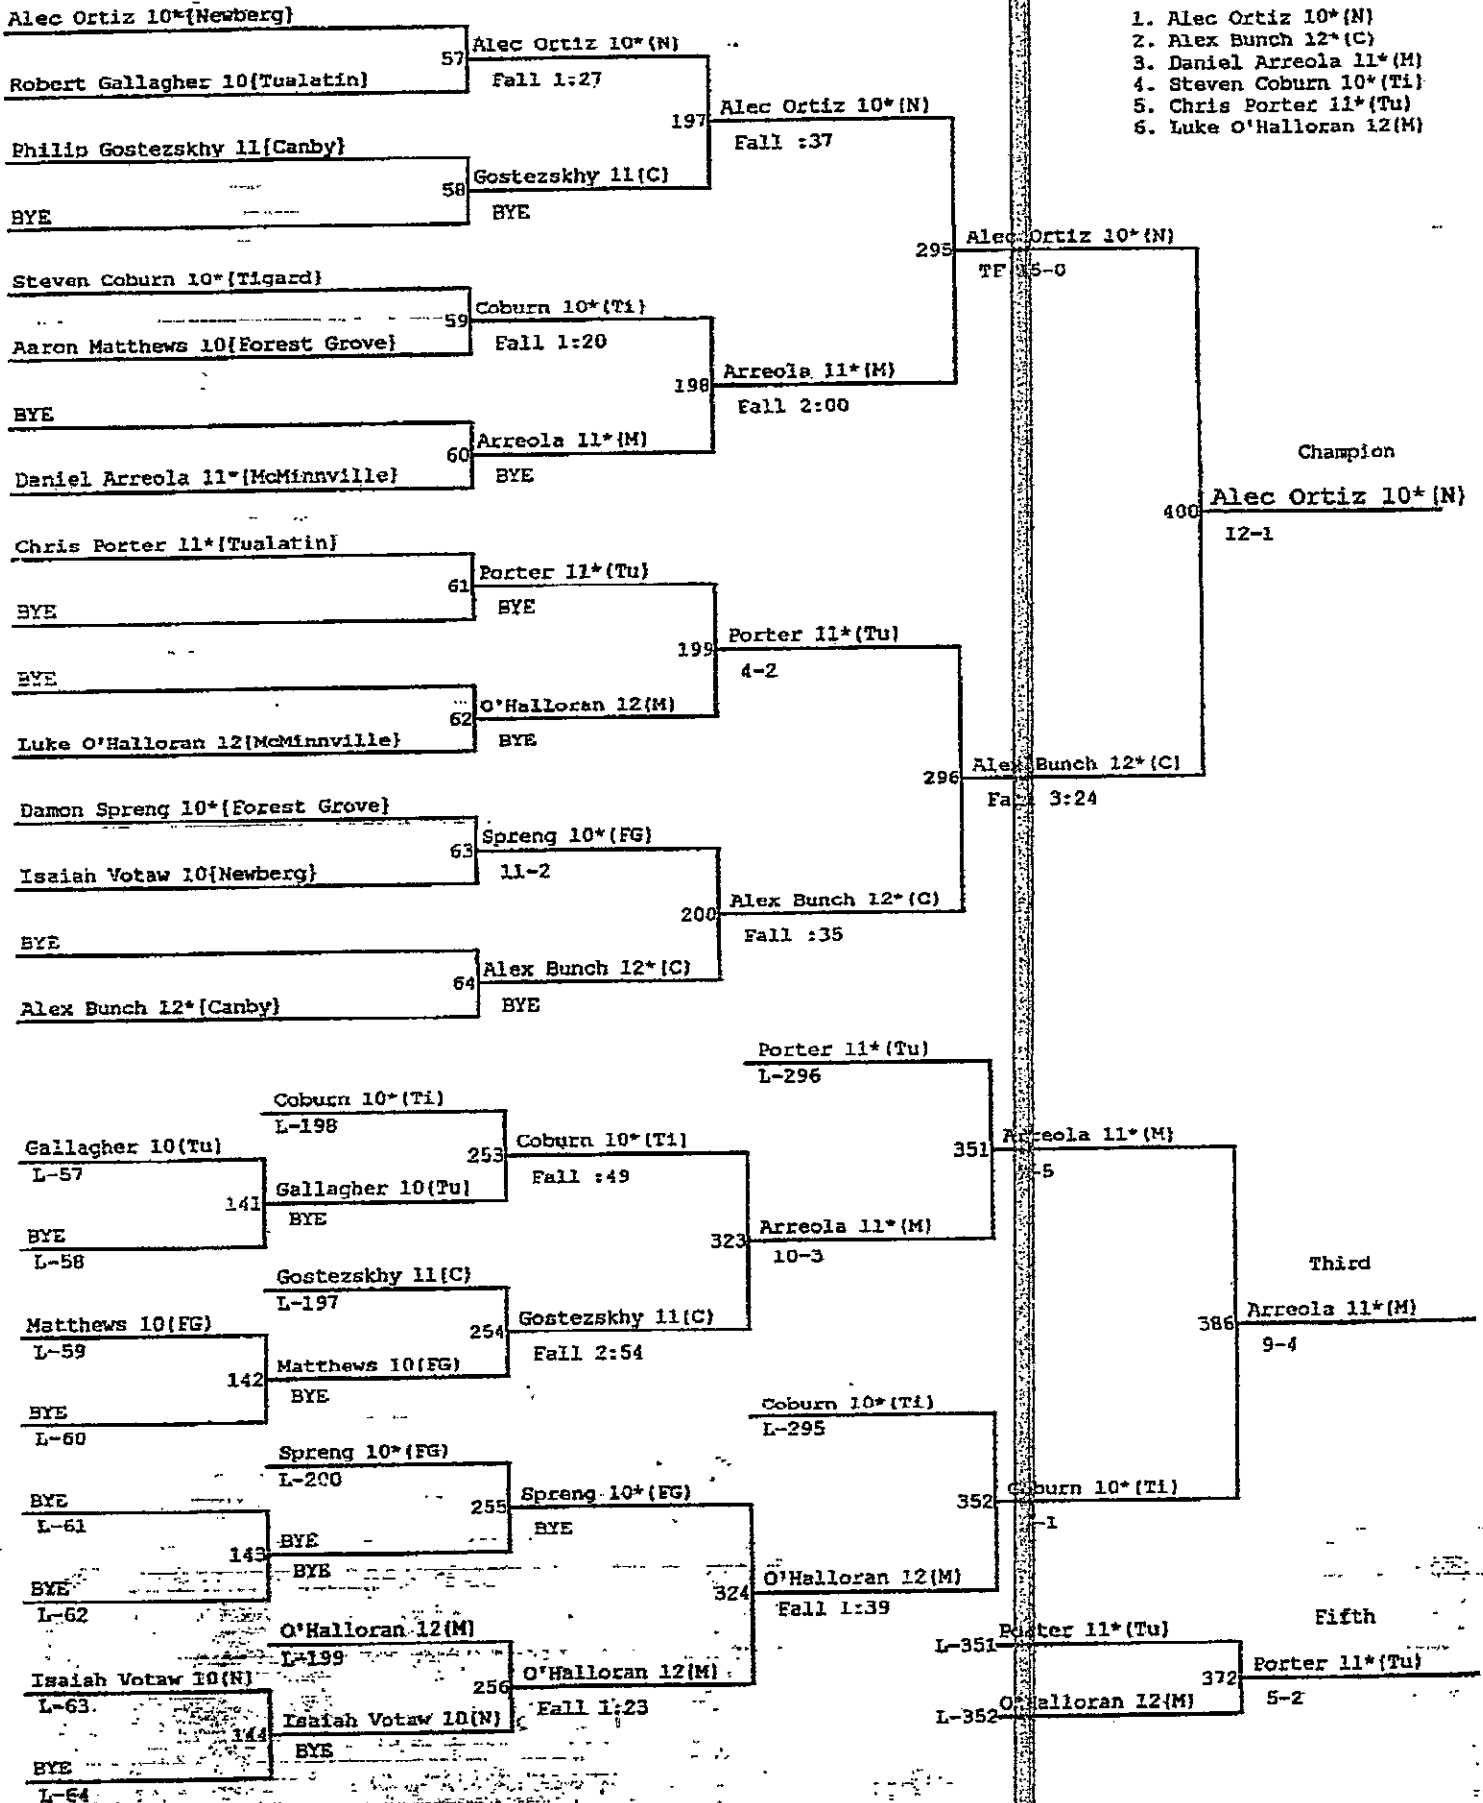 Alec Ortiz 10*{Newberg}
57
Alec Ortiz 10*(N)
Fall 1:27
Robert Gallagher 10{Tualatin}
197
Alec Ortiz 10*(N)
Fall :37
Philip Gostezskhy 11{Canby}
58
Gostezskhy 11(C)
BYE
BYE
295
Alec Ortiz 10*(N)
TF 15-0
Steven Coburn 10*{Tigard}
59
Coburn 10*(Ti)
Fall 1:20
Aaron Matthews 10{Forest Grove}
198
Arreola 11*(M)
Fall 2:00
BYE
60
Arreola 11*(M)
BYE
Daniel Arreola 11*{McMinnville}
Champion
400
Alec Ortiz 10*(N)
12-1
Chris Porter 11*{Tualatin}
61
Porter 11*(Tu)
BYE
BYE
199
Porter 11*(Tu)
4-2
BYE
62
O'Halloran 12(M)
BYE
Luke O'Halloran 12{McMinnville}
296
Alex Bunch 12*(C)
Fall 3:24
Damon Spreng 10*{Forest Grove}
63
Spreng 10*(FG)
11-2
Isaiah Votaw 10{Newberg}
200
Alex Bunch 12*(C)
Fall :35
BYE
64
Alex Bunch 12*(C)
BYE
Alex Bunch 12*{Canby}
1. Alec Ortiz 10*(N)
2. Alex Bunch 12*(C)
3. Daniel Arreola 11*(M)
4. Steven Coburn 10*(Ti)
5. Chris Porter 11*(Tu)
6. Luke O'Halloran 12(M)
Porter 11*(Tu)
L-296
Coburn 10*(Ti)
L-198
Gallagher 10(Tu)
L-57
141
Gallagher 10(Tu)
BYE
BYE
L-58
253
Coburn 10*(Ti)
Fall :49
351
Arreola 11*(M)
-5
323
Arreola 11*(M)
10-3
Gostezskhy 11(C)
L-197
Matthews 10(FG)
L-59
142
Matthews 10(FG)
BYE
BYE
L-60
254
Gostezskhy 11(C)
Fall 2:54
Third
386
Arreola 11*(M)
9-4
Coburn 10*(Ti)
L-295
Spreng 10*(FG)
L-200
BYE
L-61
143
BYE
BYE
BYE
L-62
255
Spreng 10*(FG)
BYE
352
Coburn 10*(Ti)
-1
324
O'Halloran 12(M)
Fall 1:39
O'Halloran 12(M)
L-199
Isaiah Votaw 10(N)
L-63
144
Isaiah Votaw 10(N)
BYE
BYE
L-64
256
O'Halloran 12(M)
Fall 1:23
Fifth
L-351
Porter 11*(Tu)
372
Porter 11*(Tu)
5-2
L-352
O'Halloran 12(M)